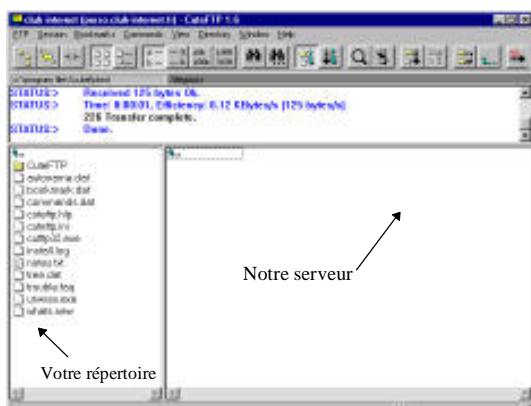 club-internet (perso.club-internet.fr) - CuteFTP 1.6
FTP Session Bookmarks Commands View Directory Window Help
STATUS:> Received 125 bytes Ok.
STATUS:> Time: 0:00:01, Efficiency: 0.12 KBytes/s (125 bytes/s)
226 Transfer complete.
STATUS:> Done.
CuteFTP
autorename.dat
bookmark.dat
commands.dat
cuteftp.hlp
cuteftp.ini
cutftp32.exe
install.log
notes.txt
tree.dat
trouble.faq
unwise.exe
whats.new
Notre serveur
Votre répertoire